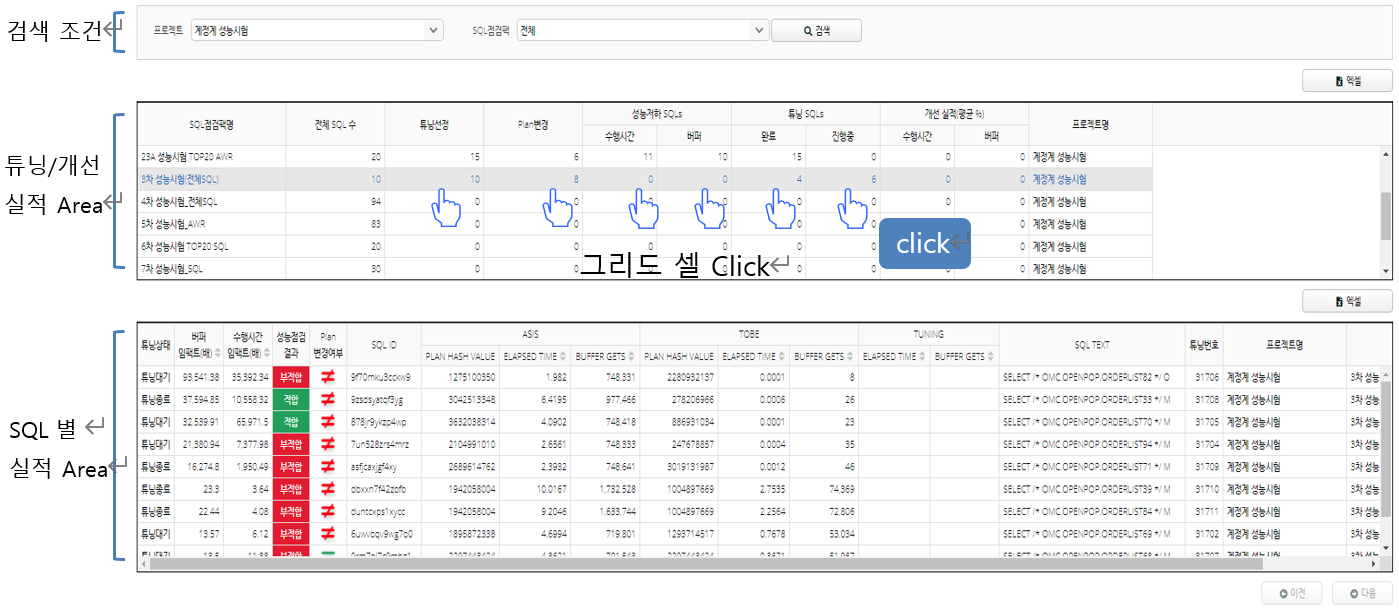 검색 조건
프로젝트 계정계 성능시험 SQL점검팩 전체 검색
엑셀
튜닝/개선
실적 Area
SQL점검팩명 전체 SQL 수 튜닝선정 Plan변경 성능저하 SQLs 튜닝 SQLs 개선 실적(평균 %) 프로젝트명
수행시간 버퍼 완료 진행중 수행시간 버퍼
23A 성능시험 TOP20 AWR 20 15 6 11 10 15 0 0 0 계정계 성능시험
3차 성능시험(전체SQL) 10 10 8 0 0 4 6 0 0 계정계 성능시험
4차 성능시험_전체SQL 94 0 0 0 0 0 0 0 0 계정계 성능시험
5차 성능시험_AWR 83 0 0 0 0 0 0 계정계 성능시험
6차 성능시험 TOP20 SQL 20 0 0 0 0 0 0 계정계 성능시험
7차 성능시험_SQL 30 0 0 0 0 0 계정계 성능시험
click
그리드 셀 Click
엑셀
SQL 별
실적 Area
튜닝상태 버퍼 임팩트(배) 수행시간 임팩트(배) 성능점검 결과 Plan 변경여부 SQL ID ASIS TOBE TUNING SQL TEXT 튜닝번호 프로젝트명
PLAN HASH VALUE ELAPSED TIME BUFFER GETS PLAN HASH VALUE ELAPSED TIME BUFFER GETS ELAPSED TIME BUFFER GETS
튜닝대기 93,541.38 35,392.34 부적합 9f70mku3cckw9 1275100350 1.982 748,331 2280932137 0.0001 8 SELECT /* OMC.OPENPOP.ORDERLIST82 */ O 31706 계정계 성능시험 3차 성능
튜닝종료 37,594.85 10,558.32 적합 9zsdsyatqf3yg 3042513348 6.4195 977,466 278206966 0.0006 26 SELECT /* OMC.OPENPOP.ORDERLIST33 */ M 31708 계정계 성능시험 3차 성능
튜닝대기 32,539.91 65,971.5 적합 878jr9ykzp4wp 3632038314 4.0902 748,418 886931034 0.0001 23 SELECT /* OMC.OPENPOP.ORDERLIST70 */ M 31705 계정계 성능시험 3차 성능
튜닝대기 21,380.94 7,377.98 부적합 7un528zrs4mrz 2104991010 2.6561 748,333 247678857 0.0004 35 SELECT /* OMC.OPENPOP.ORDERLIST94 */ M 31704 계정계 성능시험 3차 성능
튜닝종료 16,274.8 1,950.49 부적합 asfjcaxjgf4xy 2689614762 2.3932 748,641 3019131987 0.0012 46 SELECT /* OMC.OPENPOP.ORDERLIST71 */ M 31709 계정계 성능시험 3차 성능
튜닝종료 23.3 3.64 부적합 dbxxn7f42zbfb 1942058004 10.0167 1,732,528 1004897669 2.7535 74,369 SELECT /* OMC.OPENPOP.ORDERLIST39 */ M 31710 계정계 성능시험 3차 성능
튜닝종료 22.44 4.08 부적합 duntcxps1xycc 1942058004 9.2046 1,633,744 1004897669 2.2564 72,806 SELECT /* OMC.OPENPOP.ORDERLIST84 */ M 31711 계정계 성능시험 3차 성능
튜닝대기 13.57 6.12 부적합 6uwvbqv9wg7b0 1895872338 4.6994 719,801 1293714517 0.7678 53,034 SELECT /* OMC.OPENPOP.ORDERLIST69 */ M 31702 계정계 성능시험 3차 성능
이전 다음